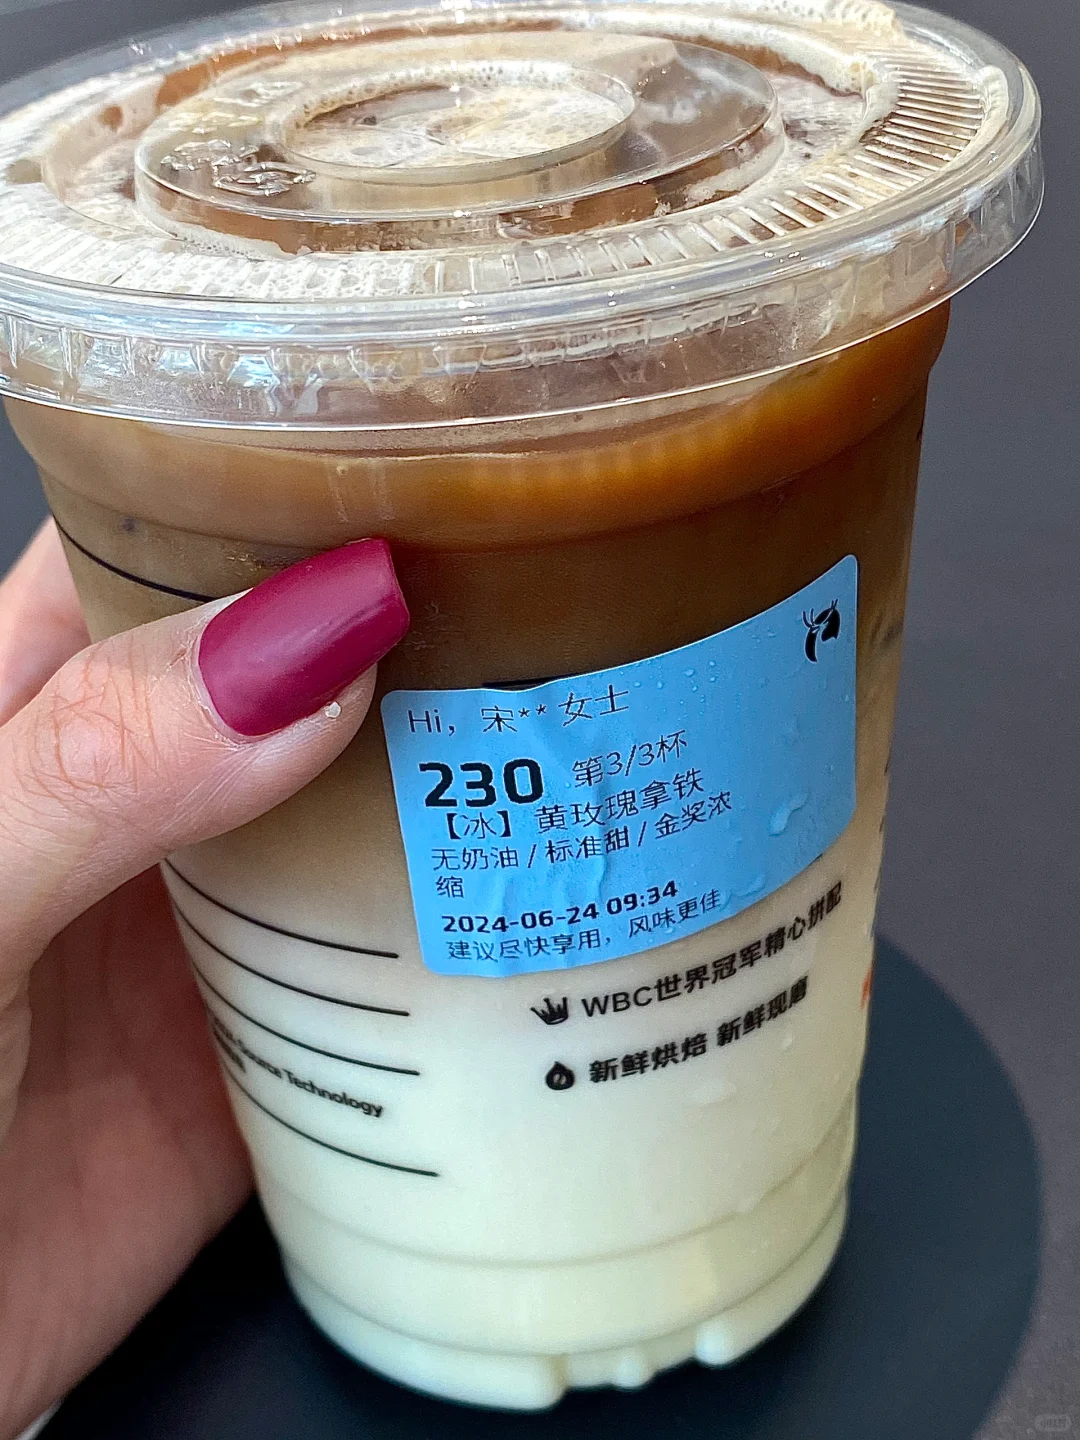 Hi，宋** 女士
230 第3/3杯
【冰】黄玫瑰拿铁
无奶油 / 标准甜 / 金奖浓
缩
2024-06-24 09:34
建议尽快享用，风味更佳
WBC世界冠军精心拼配
新鲜烘焙 新鲜现磨
Source Technology